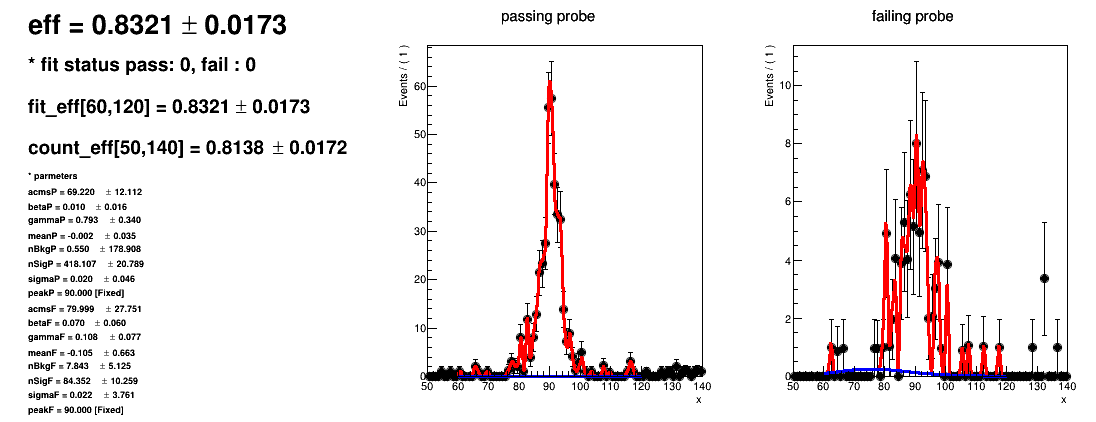 eff = 0.8321 ± 0.0173
* fit status pass: 0, fail : 0
fit_eff[60,120] = 0.8321 ± 0.0173
count_eff[50,140] = 0.8138 ± 0.0172
* parmeters
acmsP = 69.220 ± 12.112
betaP = 0.010 ± 0.016
gammaP = 0.793 ± 0.340
meanP = -0.002 ± 0.035
nBkgP = 0.550 ± 178.908
nSigP = 418.107 ± 20.789
sigmaP = 0.020 ± 0.046
peakP = 90.000 [Fixed]
acmsF = 79.999 ± 27.751
betaF = 0.070 ± 0.060
gammaF = 0.108 ± 0.077
meanF = -0.105 ± 0.663
nBkgF = 7.843 ± 5.125
nSigF = 84.352 ± 10.259
sigmaF = 0.022 ± 3.761
peakF = 90.000 [Fixed]
passing probe
Events / ( 1 )
60
50
40
30
20
10
0
50 60 70 80 90 100 110 120 130 140
x
failing probe
Events / ( 1 )
10
8
6
4
2
0
50 60 70 80 90 100 110 120 130 140
x